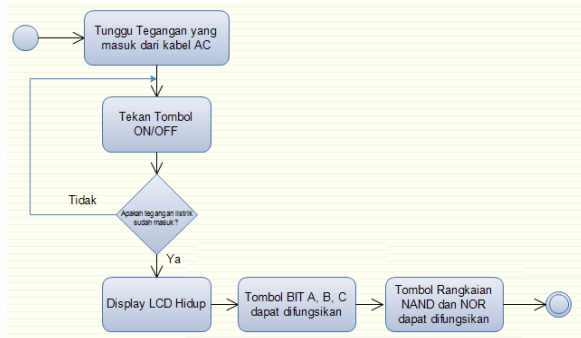 Tunggu Tegangan yang
masuk dari kabel AC
Tekan Tombol
ON/OFF
Tidak
Apakah tegangan listrik
sudah masuk ?
Ya
Display LCD Hidup
Tombol BIT A, B, C
dapat difungsikan
Tombol Rangkaian
NAND dan NOR
dapat difungsikan